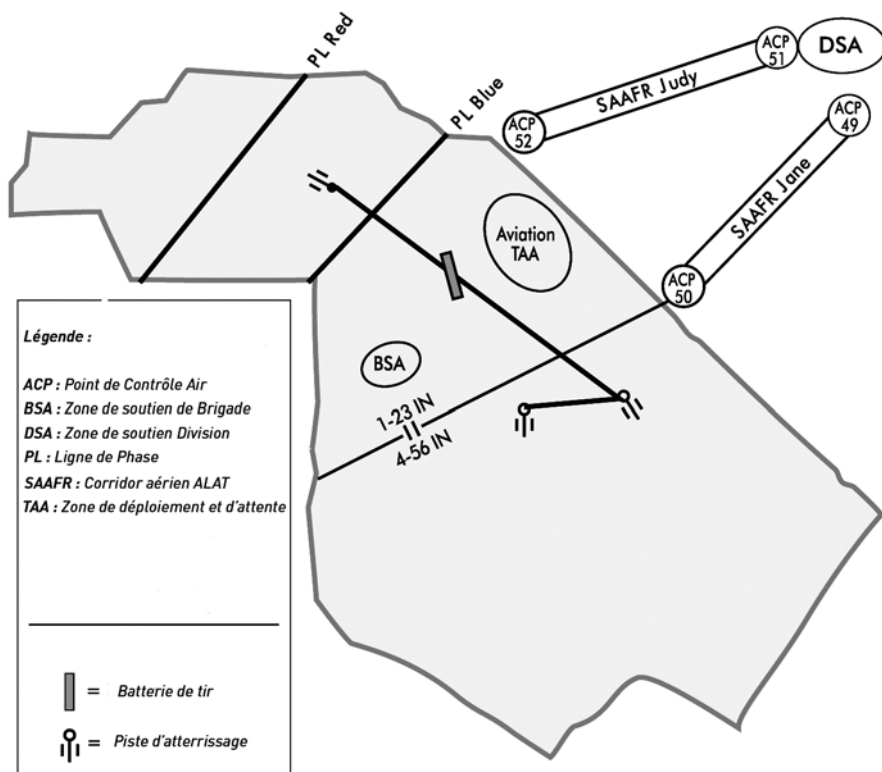 PL Red
PL Blue
ACP
51
DSA
SAAFR Judy
ACP
52
ACP
49
SAAFR Jane
Aviation
TAA
ACP
50
BSA
1-23 IN
4-56 IN
Légende :
ACP : Point de Contrôle Air
BSA : Zone de soutien de Brigade
DSA : Zone de soutien Division
PL : Ligne de Phase
SAAFR : Corridor aérien ALAT
TAA : Zone de déploiement et d'attente
= Batterie de tir
= Piste d'atterrissage